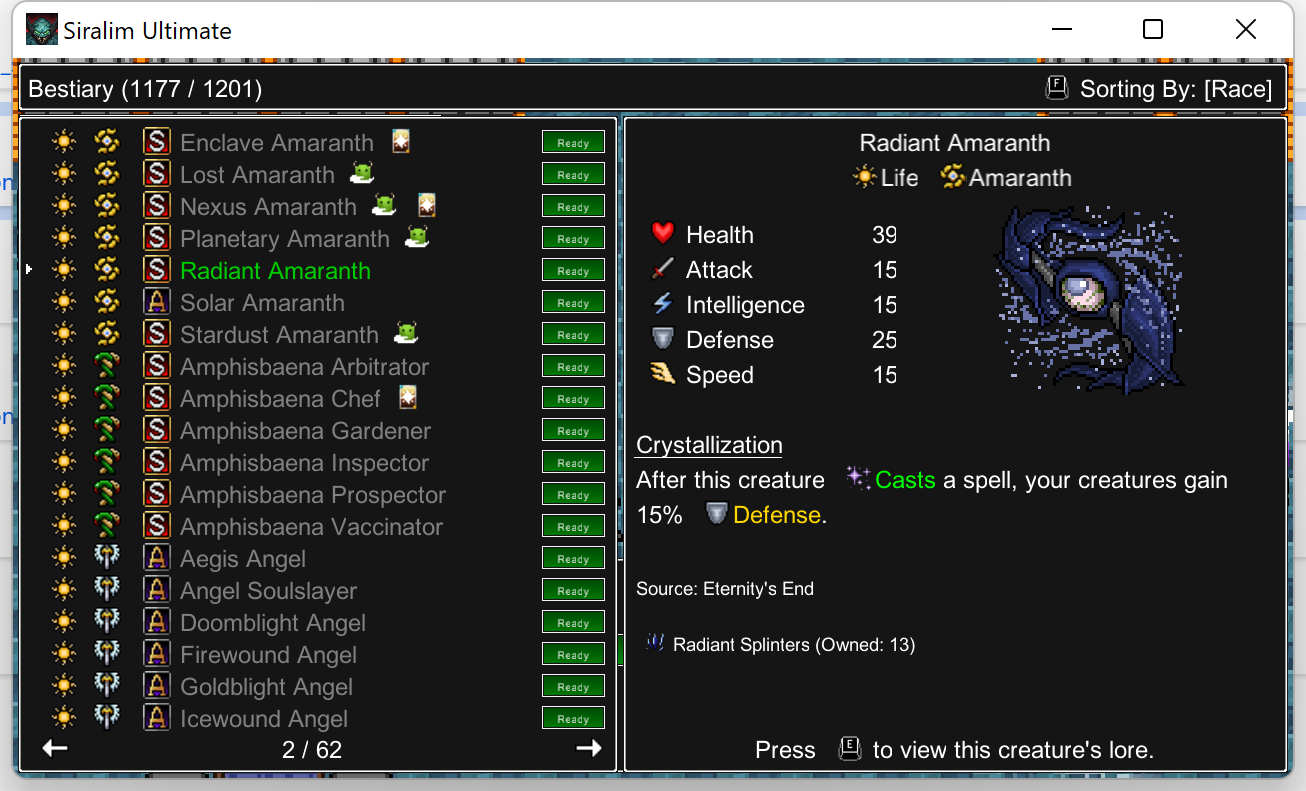 Siralim Ultimate
Bestiary (1177 / 1201)
F
Sorting By: [Race]
S Enclave Amaranth Ready
S Lost Amaranth Ready
S Nexus Amaranth Ready
S Planetary Amaranth Ready
S Radiant Amaranth Ready
A Solar Amaranth Ready
S Stardust Amaranth Ready
S Amphisbaena Arbitrator Ready
S Amphisbaena Chef Ready
S Amphisbaena Gardener Ready
S Amphisbaena Inspector Ready
S Amphisbaena Prospector Ready
S Amphisbaena Vaccinator Ready
A Aegis Angel Ready
A Angel Soulslayer Ready
A Doomblight Angel Ready
A Firewound Angel Ready
A Goldblight Angel Ready
A Icewound Angel Ready
2 / 62
Radiant Amaranth
Life Amaranth
Health 39
Attack 15
Intelligence 15
Defense 25
Speed 15
Crystallization
After this creature Casts a spell, your creatures gain
15% Defense.
Source: Eternity's End
Radiant Splinters (Owned: 13)
Press E to view this creature's lore.